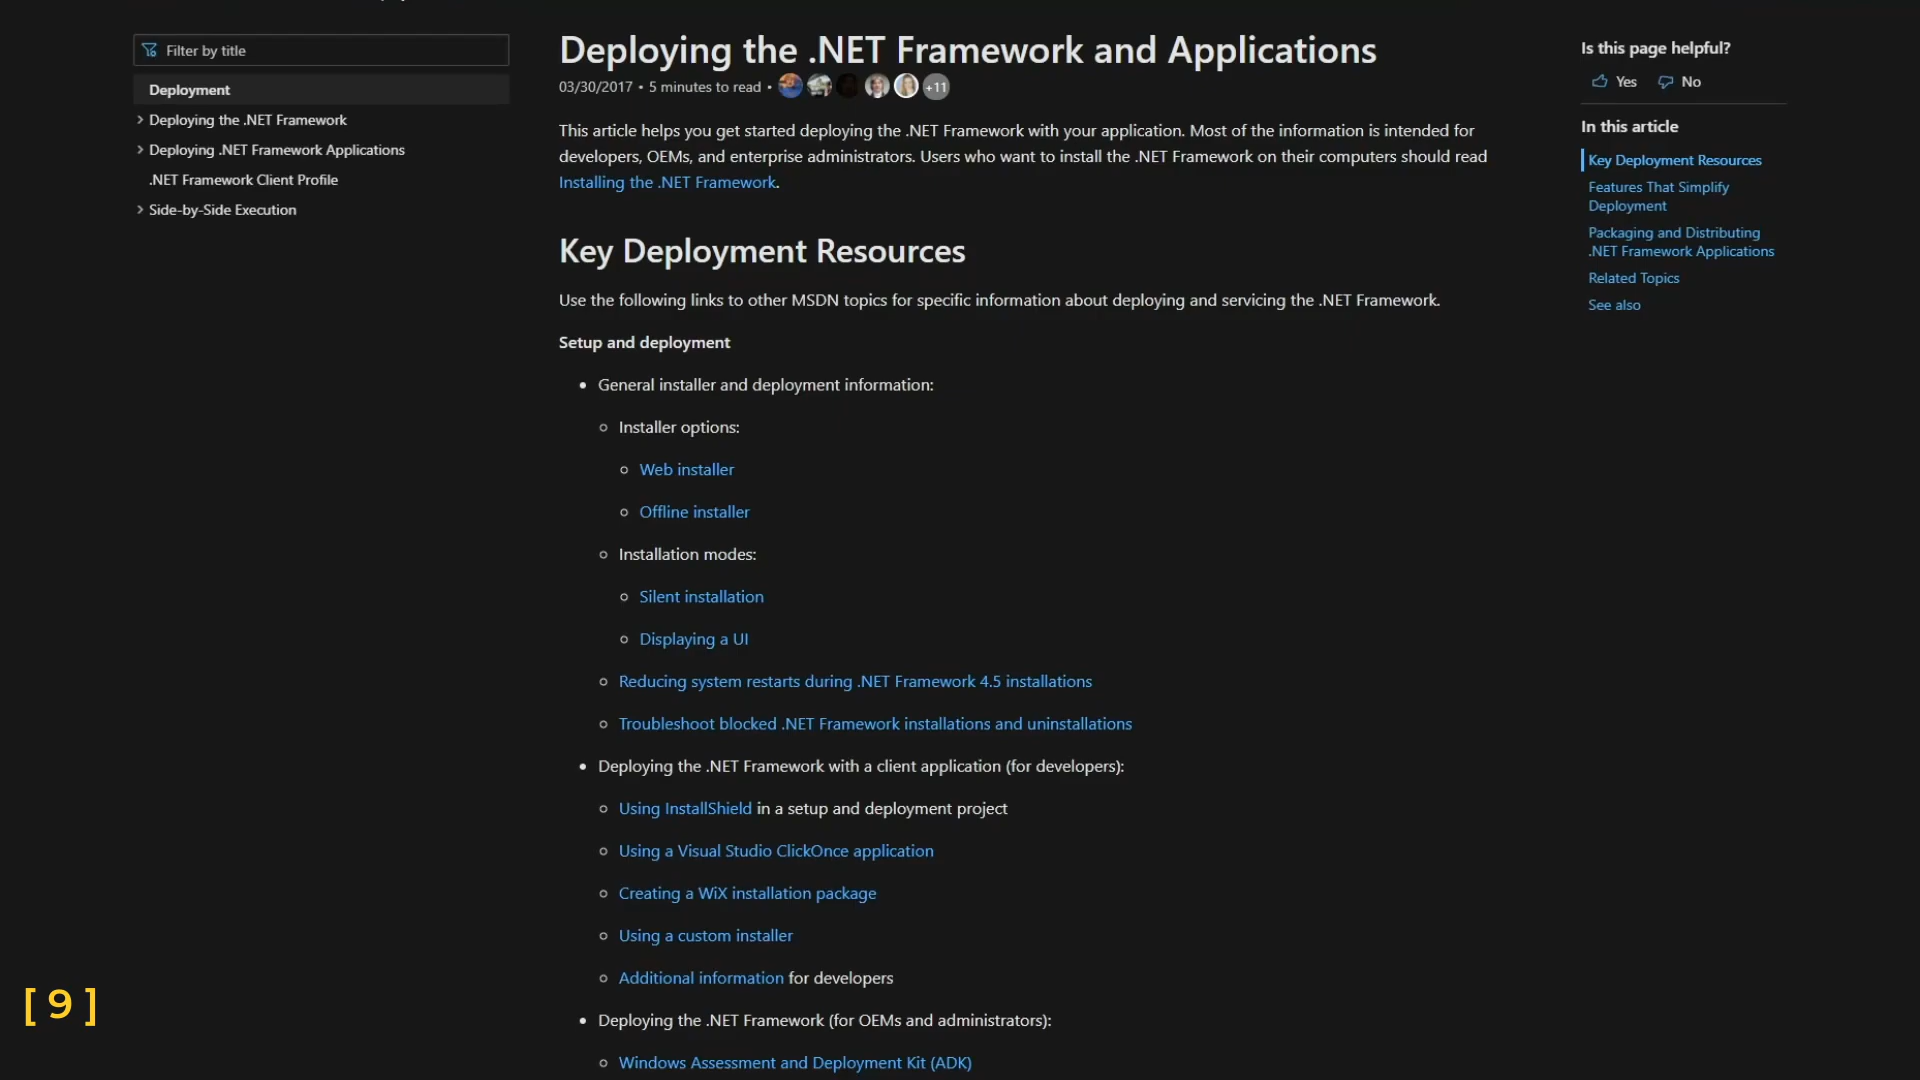 Filter by title
Deployment
Deploying the .NET Framework
Deploying .NET Framework Applications
.NET Framework Client Profile
Side-by-Side Execution
Deploying the .NET Framework and Applications
03/30/2017 • 5 minutes to read •
+11
This article helps you get started deploying the .NET Framework with your application. Most of the information is intended for
developers, OEMs, and enterprise administrators. Users who want to install the .NET Framework on their computers should read
Installing the .NET Framework.
Key Deployment Resources
Use the following links to other MSDN topics for specific information about deploying and servicing the .NET Framework.
Setup and deployment
General installer and deployment information:
Installer options:
Web installer
Offline installer
Installation modes:
Silent installation
Displaying a UI
Reducing system restarts during .NET Framework 4.5 installations
Troubleshoot blocked .NET Framework installations and uninstallations
Deploying the .NET Framework with a client application (for developers):
Using InstallShield in a setup and deployment project
Using a Visual Studio ClickOnce application
Creating a WiX installation package
Using a custom installer
Additional information for developers
Deploying the .NET Framework (for OEMs and administrators):
Windows Assessment and Deployment Kit (ADK)
Is this page helpful?
Yes No
In this article
Key Deployment Resources
Features That Simplify
Deployment
Packaging and Distributing
.NET Framework Applications
Related Topics
See also
[ 9 ]